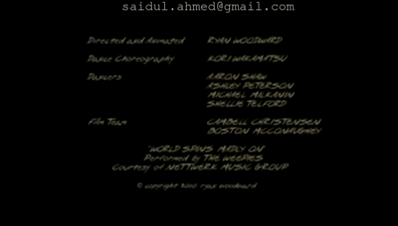 saidul.ahmed@gmail.com
Directed and Animated RYAN WOODWARD
Dance Choreography KORI WAKAMATSU
Dancers AARON SHAW
ASHLEY PETERSON
MICHAEL MILKANIN
SHELLIE TELFORD
Film Team CAMBELL CHRISTENSEN
BOSTON MCCONAUGHEY
"WORLD SPINS MADLY ON
Performed by THE WEEPIES
Courtesy of NETTWERK MUSIC GROUP
© copyright 2010 ryan woodward